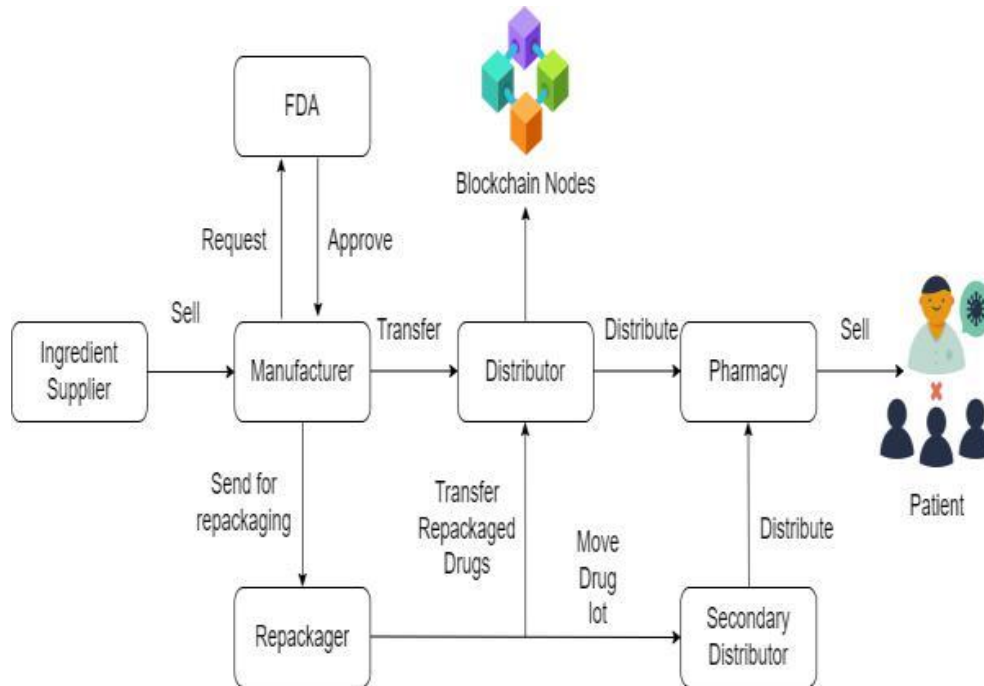 FDA
Blockchain Nodes
Request
Approve
Sell
Transfer
Distribute
Sell
Ingredient
Supplier
Manufacturer
Distributor
Pharmacy
Send for
repackaging
Transfer
Repackaged
Drugs
Move
Drug
lot
Distribute
Patient
Repackager
Secondary
Distributor